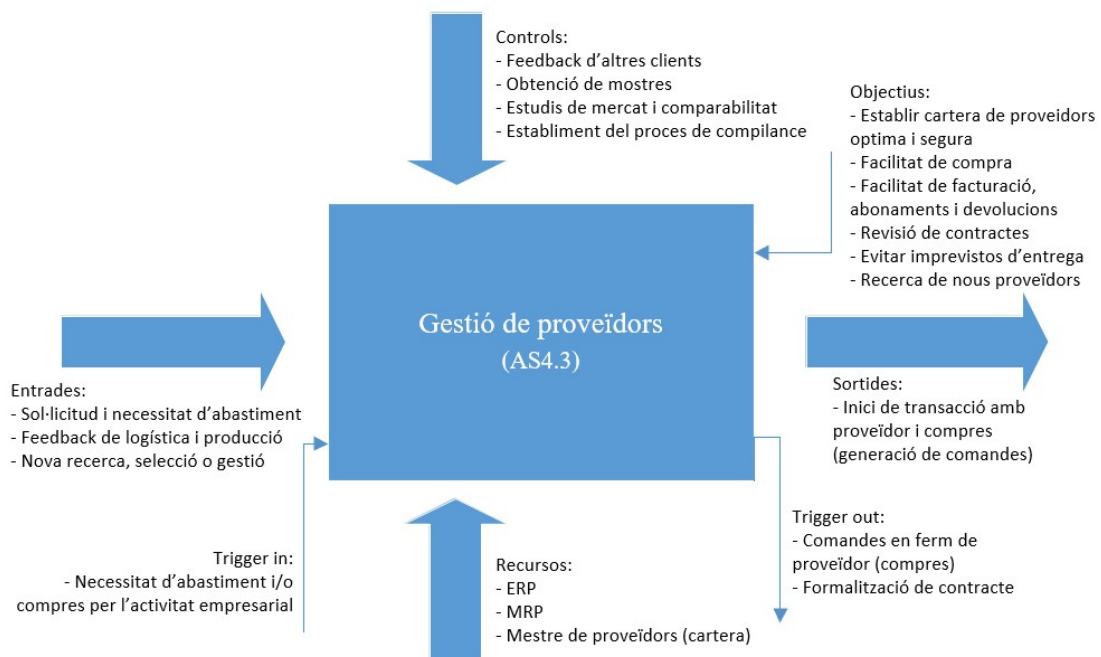 Controls:
- Feedback d’altres clients
- Obtenció de mostres
- Estudis de mercat i comparabilitat
- Establiment del proces de compilance
Objectius:
- Establir cartera de proveidors
optima i segura
- Facilitat de compra
- Facilitat de facturació,
abonaments i devolucions
- Revisió de contractes
- Evitar imprevistos d’entrega
- Recerca de nous proveïdors
Gestió de proveïdors
(AS4.3)
Entrades:
- Sol·licitud i necessitat d’abastiment
- Feedback de logística i producció
- Nova recerca, selecció o gestió
Sortides:
- Inici de transacció amb
proveïdor i compres
(generació de comandes)
Trigger in:
- Necessitat d’abastiment i/o
compres per l’activitat empresarial
Recursos:
- ERP
- MRP
- Mestre de proveïdors (cartera)
Trigger out:
- Comandes en ferm de
proveïdor (compres)
- Formalització de contracte